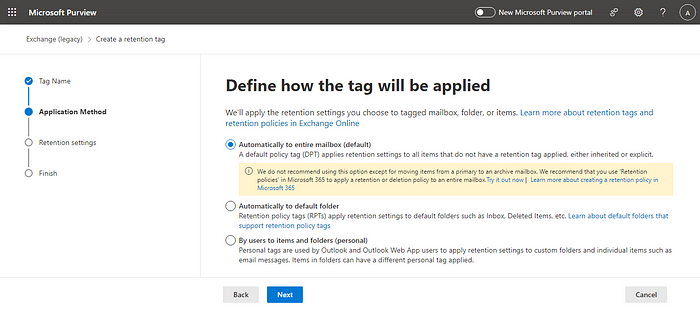 Microsoft Purview
New Microsoft Purview portal
?
A
Exchange (legacy) > Create a retention tag
Tag Name
Application Method
Retention settings
Finish
Define how the tag will be applied
We'll apply the retention settings you choose to tagged mailbox, folder, or items. Learn more about retention tags and
retention policies in Exchange Online
Automatically to entire mailbox (default)
A default policy tag (DPT) applies retention settings to all items that do not have a retention tag applied, either inherited or explicit.
We do not recommend using this option except for moving items from a primary to an archive mailbox. We recommend that you use 'Retention
policies' in Microsoft 365 to apply a retention or deletion policy to an entire mailbox.Try it out now | Learn more about creating a retention policy in
Microsoft 365
Automatically to default folder
Retention policy tags (RPTs) apply retention settings to default folders such as Inbox, Deleted Items, etc. Learn about default folders that
support retention policy tags
By users to items and folders (personal)
Personal tags are used by Outlook and Outlook Web App users to apply retention settings to custom folders and individual items such as
email messages. Items in folders can have a different personal tag applied.
Back
Next
Cancel